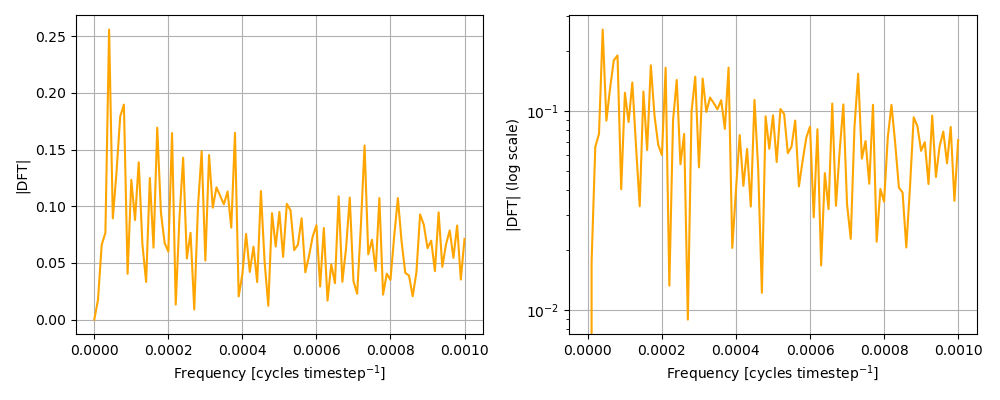 |DFT|
0.25
0.20
0.15
0.10
0.05
0.00
0.0000 0.0002 0.0004 0.0006 0.0008 0.0010
Frequency [cycles timestep⁻¹]
|DFT| (log scale)
10⁻¹
10⁻²
0.0000 0.0002 0.0004 0.0006 0.0008 0.0010
Frequency [cycles timestep⁻¹]